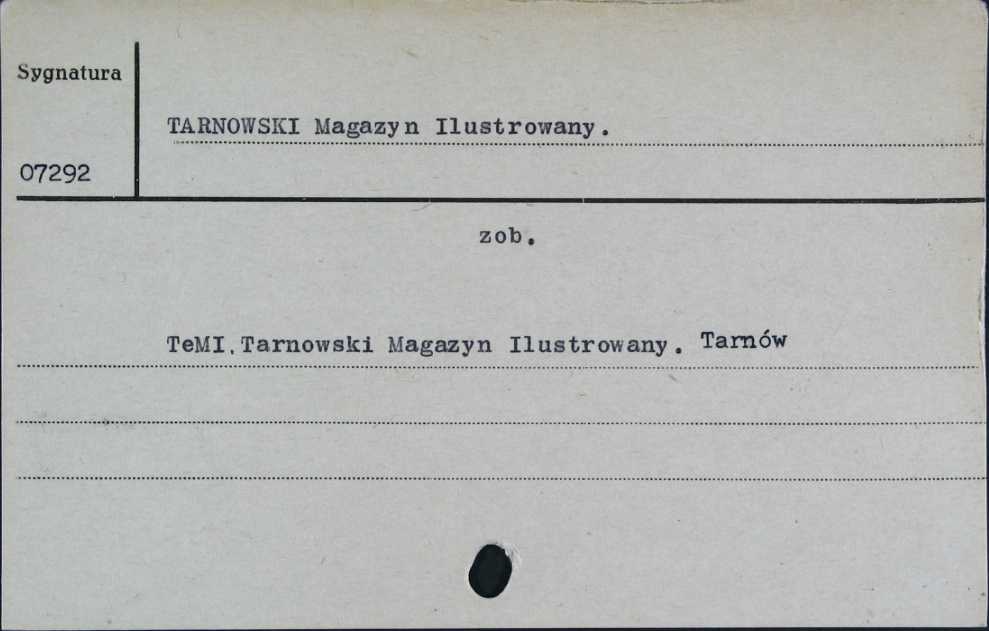 Sygnatura
TARNOWSKI Magazyn Ilustrowany.
07292
zob.
TeMI.Tarnowski Magazyn Ilustrowany. Tarnów